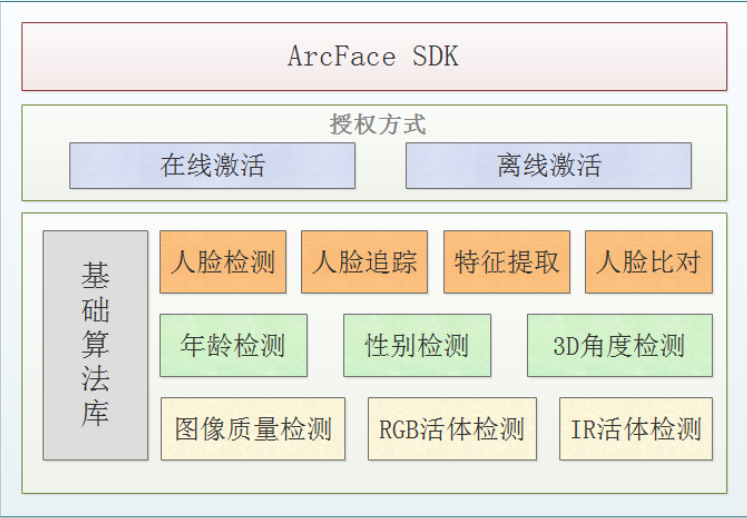 ArcFace SDK
授权方式
在线激活
离线激活
基础算法库
人脸检测
人脸追踪
特征提取
人脸比对
年龄检测
性别检测
3D角度检测
图像质量检测
RGB活体检测
IR活体检测